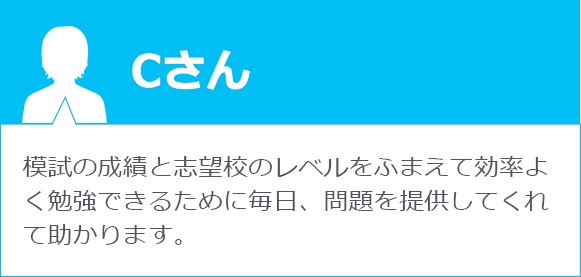 Cさん
模試の成績と志望校のレベルをふまえて効率よ
く勉強できるために毎日、問題を提供してくれ
て助かります。